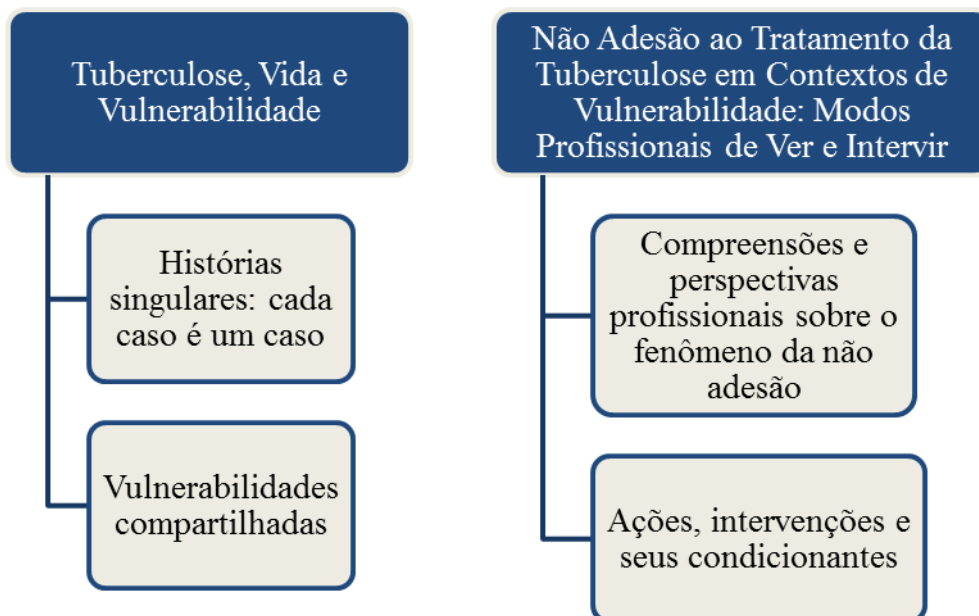 Tuberculose, Vida e
Vulnerabilidade
Histórias
singulares: cada
caso é um caso
Vulnerabilidades
compartilhadas
Não Adesão ao Tratamento da
Tuberculose em Contextos de
Vulnerabilidade: Modos
Profissionais de Ver e Intervir
Compreensões e
perspectivas
profissionais sobre o
fenômeno da não
adesão
Ações, intervenções e
seus condicionantes